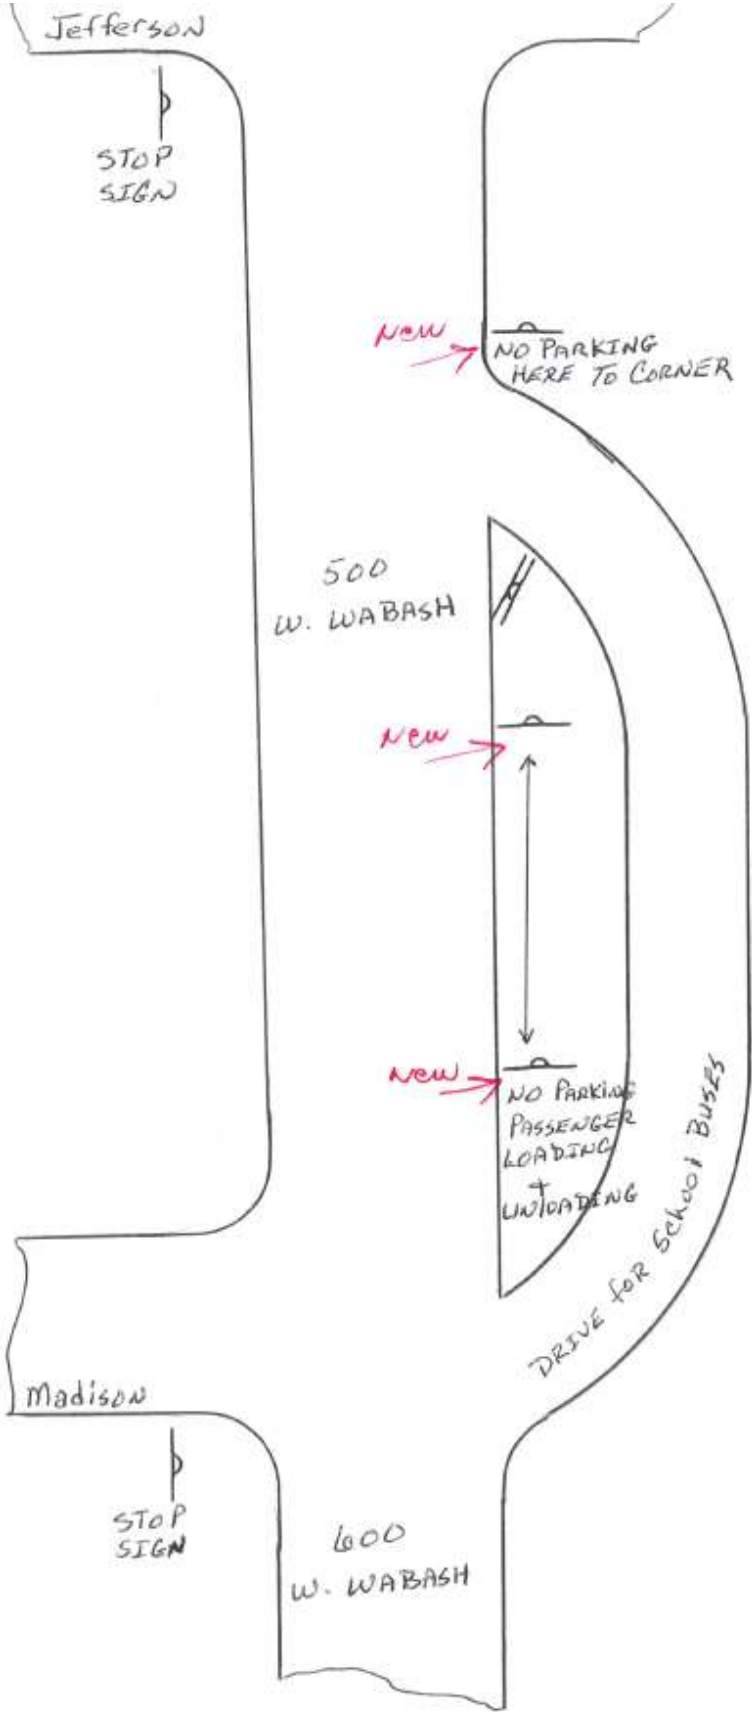 Jefferson
STOP
SIGN
New
NO PARKING
HERE TO CORNER
500
W. WABASH
New
New
NO PARKING
PASSENGER
LOADING
+
UNLOADING
DRIVE for School BUSES
Madison
STOP
SIGN
600
W. WABASH